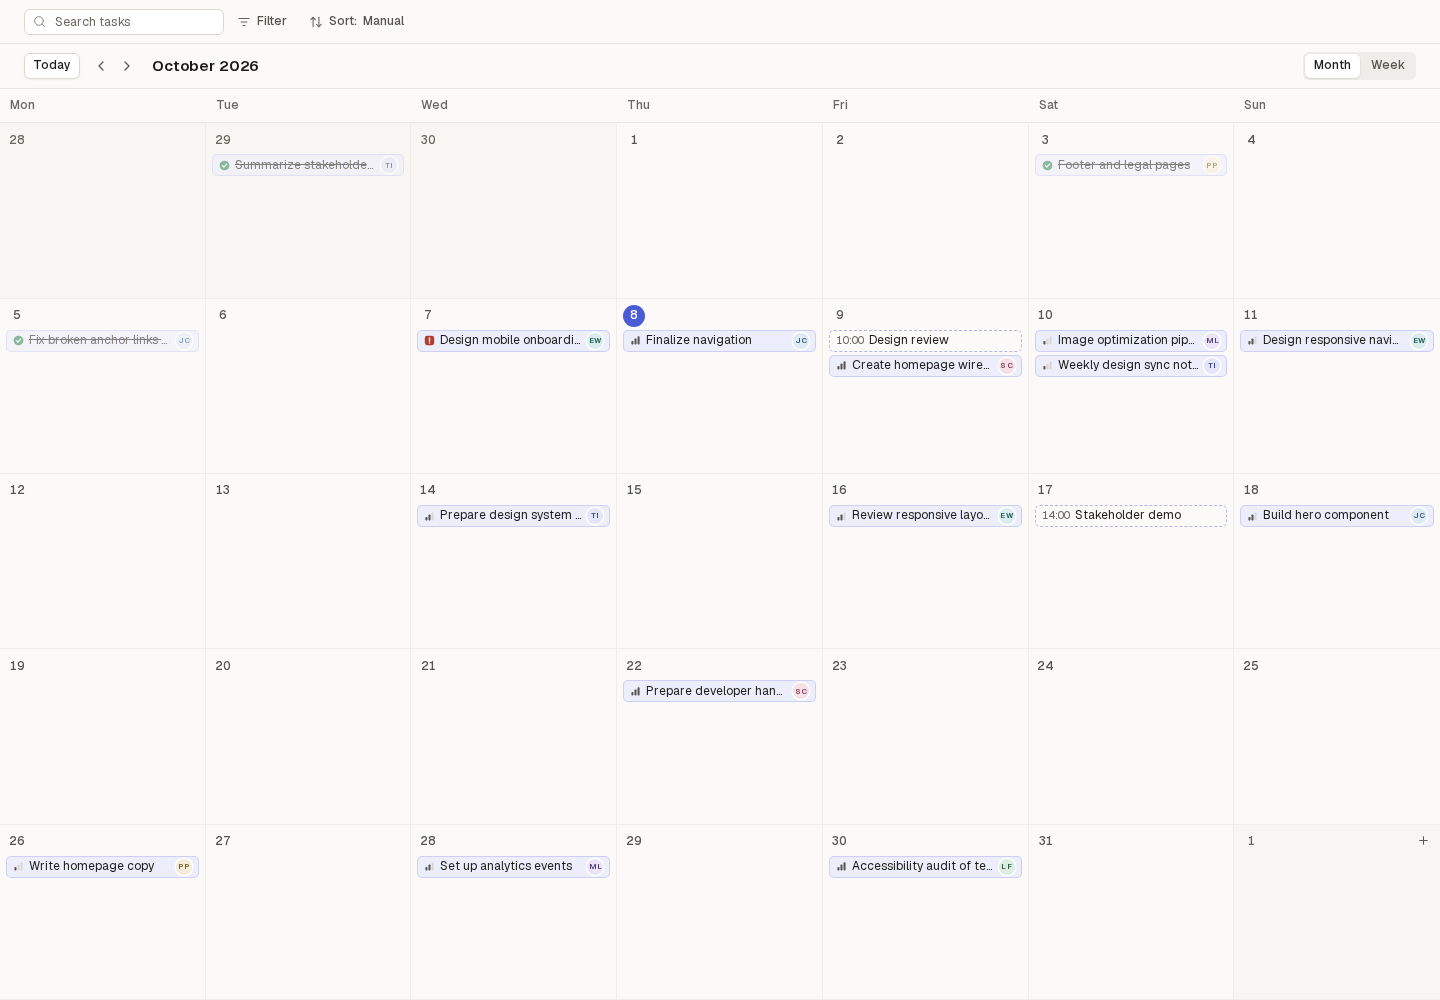 Search tasks
Filter
Sort: Manual
Today
October 2026
Month
Week
Mon
Tue
Wed
Thu
Fri
Sat
Sun
28
29
30
1
2
3
4
Summarize stakeholde… TI
Footer and legal pages PP
5
6
7
8
9
10
11
Fix broken anchor links… JC
Design mobile onboardi… EW
Finalize navigation JC
10:00 Design review
Image optimization pip… ML
Design responsive navi… EW
Create homepage wire… SC
Weekly design sync not… TI
12
13
14
15
16
17
18
Prepare design system … TI
Review responsive layo… EW
14:00 Stakeholder demo
Build hero component JC
19
20
21
22
23
24
25
Prepare developer han… SC
26
27
28
29
30
31
1
Write homepage copy PP
Set up analytics events ML
Accessibility audit of te… LF